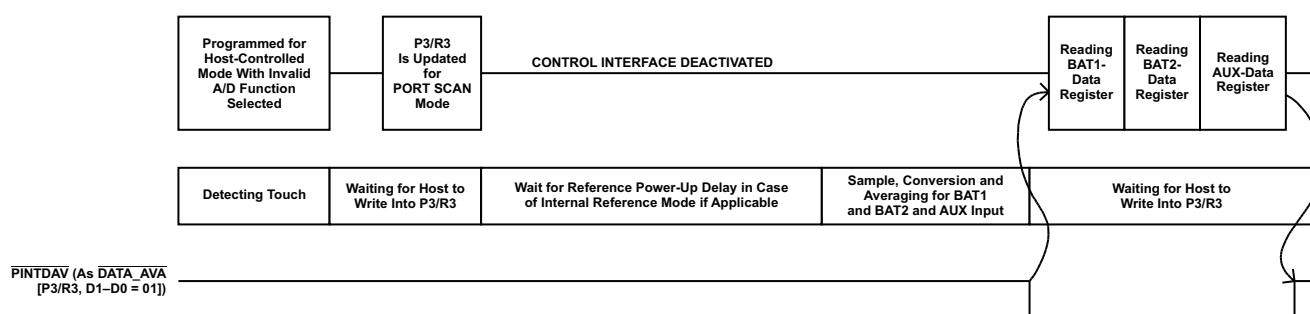 Programmed for
Host-Controlled
Mode With Invalid
A/D Function
Selected
P3/R3
Is Updated
for
PORT SCAN
Mode
CONTROL INTERFACE DEACTIVATED
Reading
BAT1-
Data
Register
Reading
BAT2-
Data
Register
Reading
AUX-Data
Register
Detecting Touch
Waiting for Host to
Write Into P3/R3
Wait for Reference Power-Up Delay in Case
of Internal Reference Mode if Applicable
Sample, Conversion and
Averaging for BAT1
and BAT2 and AUX Input
Waiting for Host to
Write Into P3/R3
PINTDAV (As DATA_AVA
[P3/R3, D1–D0 = 01])